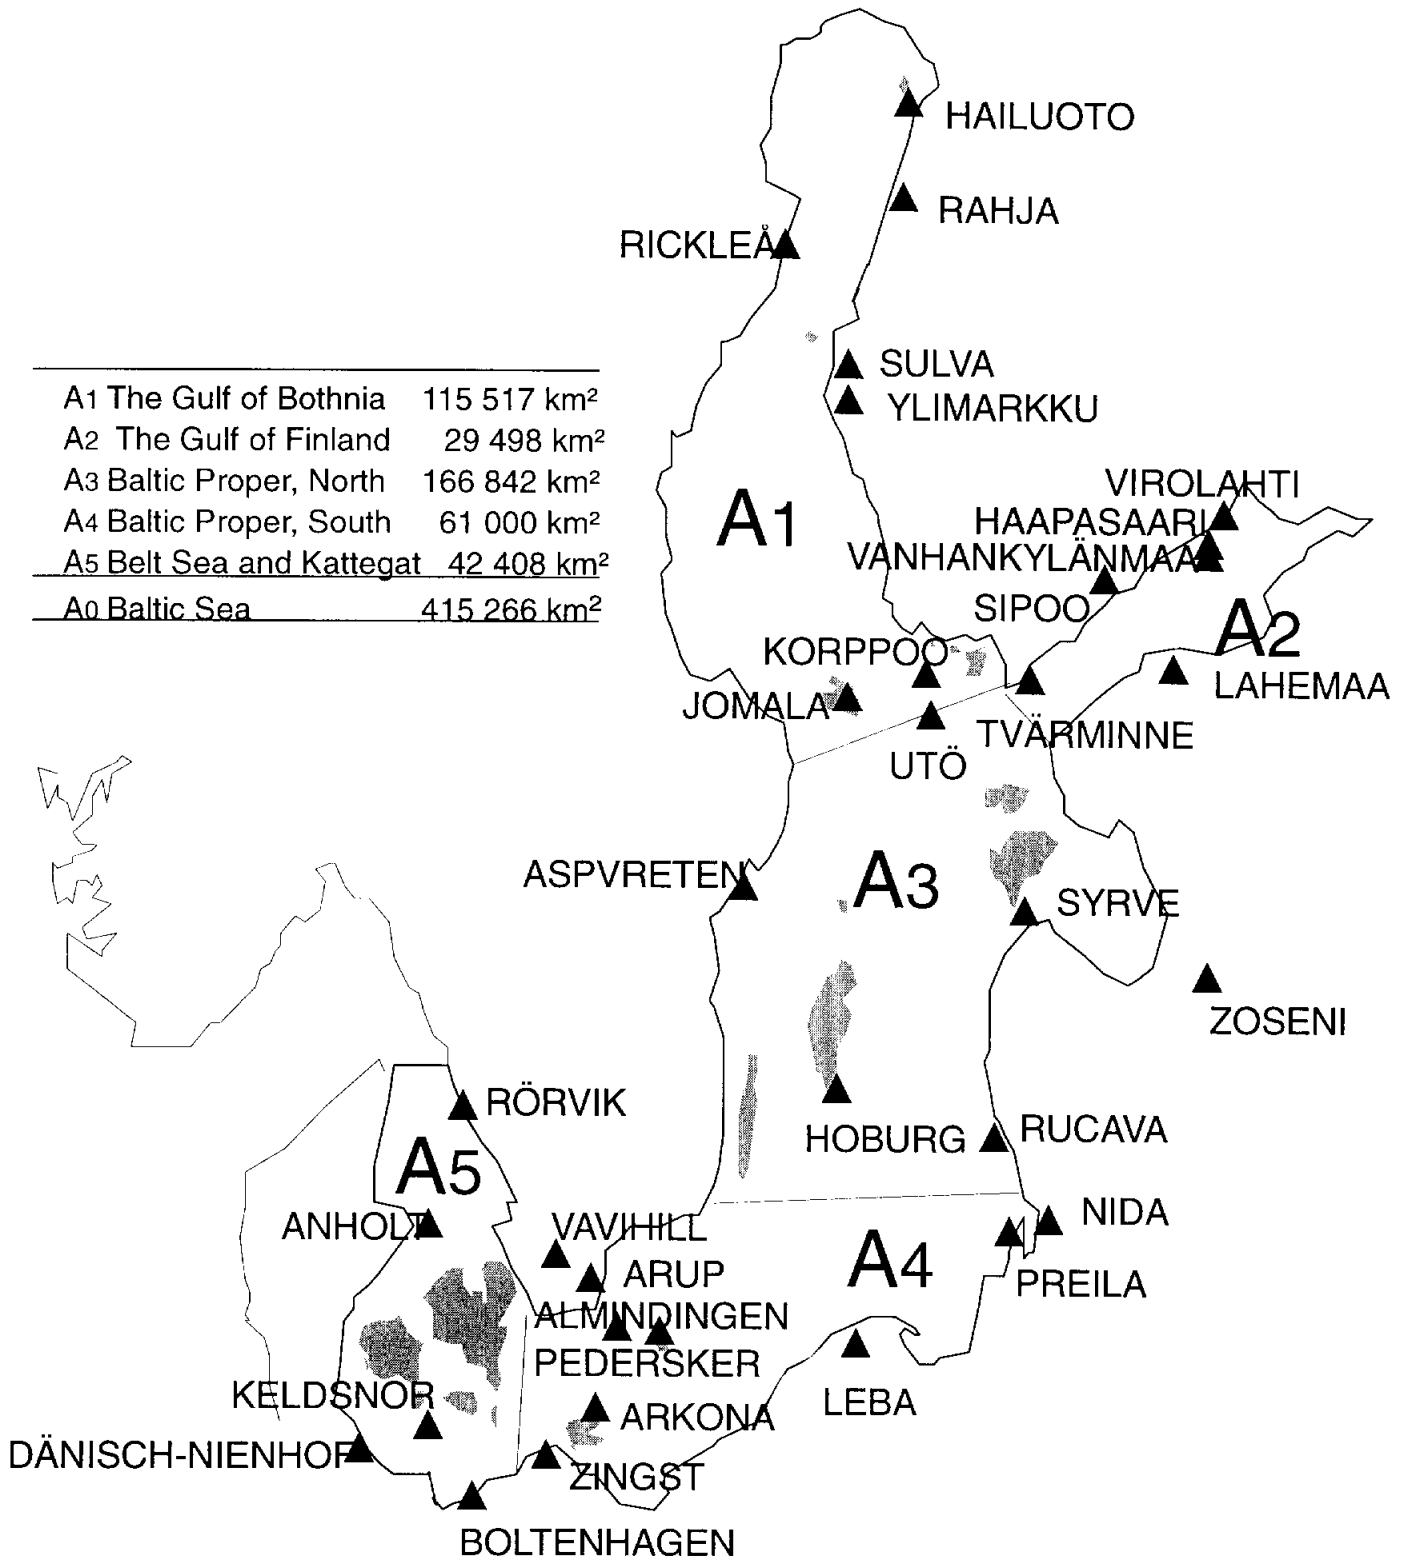 HAILUOTO
RAHJA
RICKLEÅ
SULVA
YLIMARKKU
A1 The Gulf of Bothnia 115 517 km²
A2 The Gulf of Finland 29 498 km²
A3 Baltic Proper, North 166 842 km²
A4 Baltic Proper, South 61 000 km²
A5 Belt Sea and Kattegat 42 408 km²
A0 Baltic Sea 415 266 km²
VIROLAHTI
A1
HAAPASAARI
VANHANKYLÄNMAA
SIPOO
A2
KORPPOO
LAHEMAA
JOMALA
TVÄRMINNE
UTÖ
ASPVRETEN
A3
SYRVE
ZOSENI
RÖRVIK
RUCAVA
HOBURG
A5
NIDA
ANHOLT
VAVIHILL
A4
ARUP
PREILA
ALMINDINGEN
PEDERSKER
KELDSNOR
LEBA
ARKONA
DÄNISCH-NIENHOF
ZINGST
BOLTENHAGEN